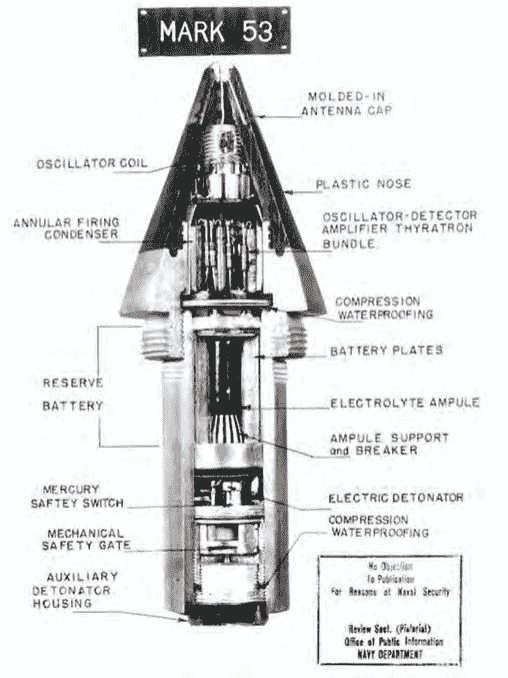 MARK 53
MOLDED-IN
ANTENNA CAP
OSCILLATOR COIL
PLASTIC NOSE
ANNULAR FIRING
CONDENSER
OSCILLATOR-DETECTOR
AMPLIFIER THYRATRON
BUNDLE
COMPRESSION
WATERPROOFING
BATTERY PLATES
RESERVE
BATTERY
ELECTROLYTE AMPULE
AMPULE SUPPORT
and BREAKER
MERCURY
SAFTEY SWITCH
ELECTRIC DETONATOR
MECHANICAL
SAFETY GATE
COMPRESSION
WATERPROOFING
AUXILIARY
DETONATOR
HOUSING
No Objection
To Publication
For Reasons of Naval Security
Review Sect. (Pictorial)
Office of Public Information
NAVY DEPARTMENT